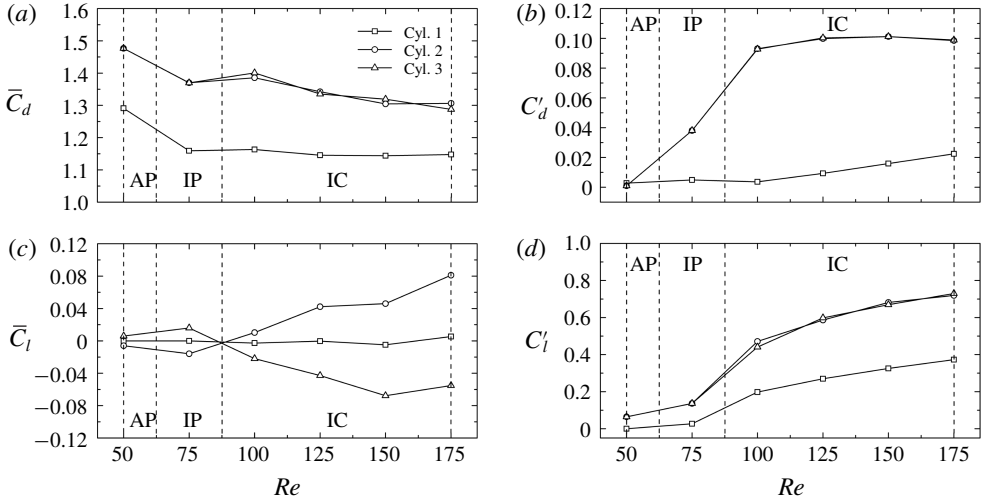 (a)
1.6
1.5
1.4
1.3
1.2
1.1
1.0
C̅d
Cyl. 1
Cyl. 2
Cyl. 3
AP IP IC
(b)
0.12
0.10
0.08
0.06
0.04
0.02
0
C′d
AP IP IC
(c)
0.12
0.08
0.04
0
−0.04
−0.08
−0.12
C̅l
AP IP IC
50 75 100 125 150 175
Re
(d)
1.0
0.8
0.6
0.4
0.2
0
C′l
AP IP IC
50 75 100 125 150 175
Re